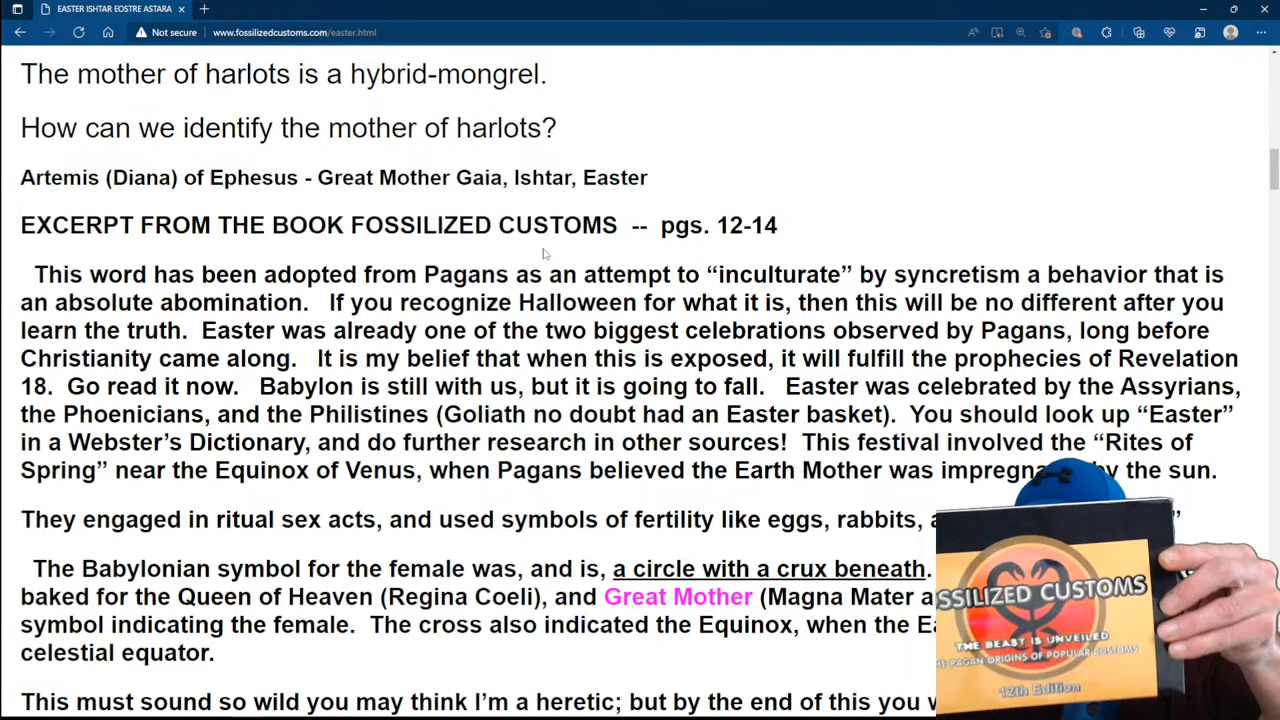 EASTER ISHTAR EOSTRE ASTARA
Not secure
www.fossilizedcustoms.com/easter.html
The mother of harlots is a hybrid-mongrel.
How can we identify the mother of harlots?
Artemis (Diana) of Ephesus - Great Mother Gaia, Ishtar, Easter
EXCERPT FROM THE BOOK FOSSILIZED CUSTOMS -- pgs. 12-14
This word has been adopted from Pagans as an attempt to “inculturate” by syncretism a behavior that is
an absolute abomination. If you recognize Halloween for what it is, then this will be no different after you
learn the truth. Easter was already one of the two biggest celebrations observed by Pagans, long before
Christianity came along. It is my belief that when this is exposed, it will fulfill the prophecies of Revelation
18. Go read it now. Babylon is still with us, but it is going to fall. Easter was celebrated by the Assyrians,
the Phoenicians, and the Philistines (Goliath no doubt had an Easter basket). You should look up “Easter”
in a Webster’s Dictionary, and do further research in other sources! This festival involved the “Rites of
Spring” near the Equinox of Venus, when Pagans believed the Earth Mother was impregna by the sun.
They engaged in ritual sex acts, and used symbols of fertility like eggs, rabbits,
The Babylonian symbol for the female was, and is, a circle with a crux beneath.
baked for the Queen of Heaven (Regina Coeli), and Great Mother (Magna Mater
symbol indicating the female. The cross also indicated the Equinox, when the
celestial equator.
This must sound so wild you may think I’m a heretic; but by the end of this you
SSILIZED CUSTOMS
THE BEAST IS UNVEILED
HE PAGAN ORIGINS OF POPULAR CUSTOMS
12th Edition